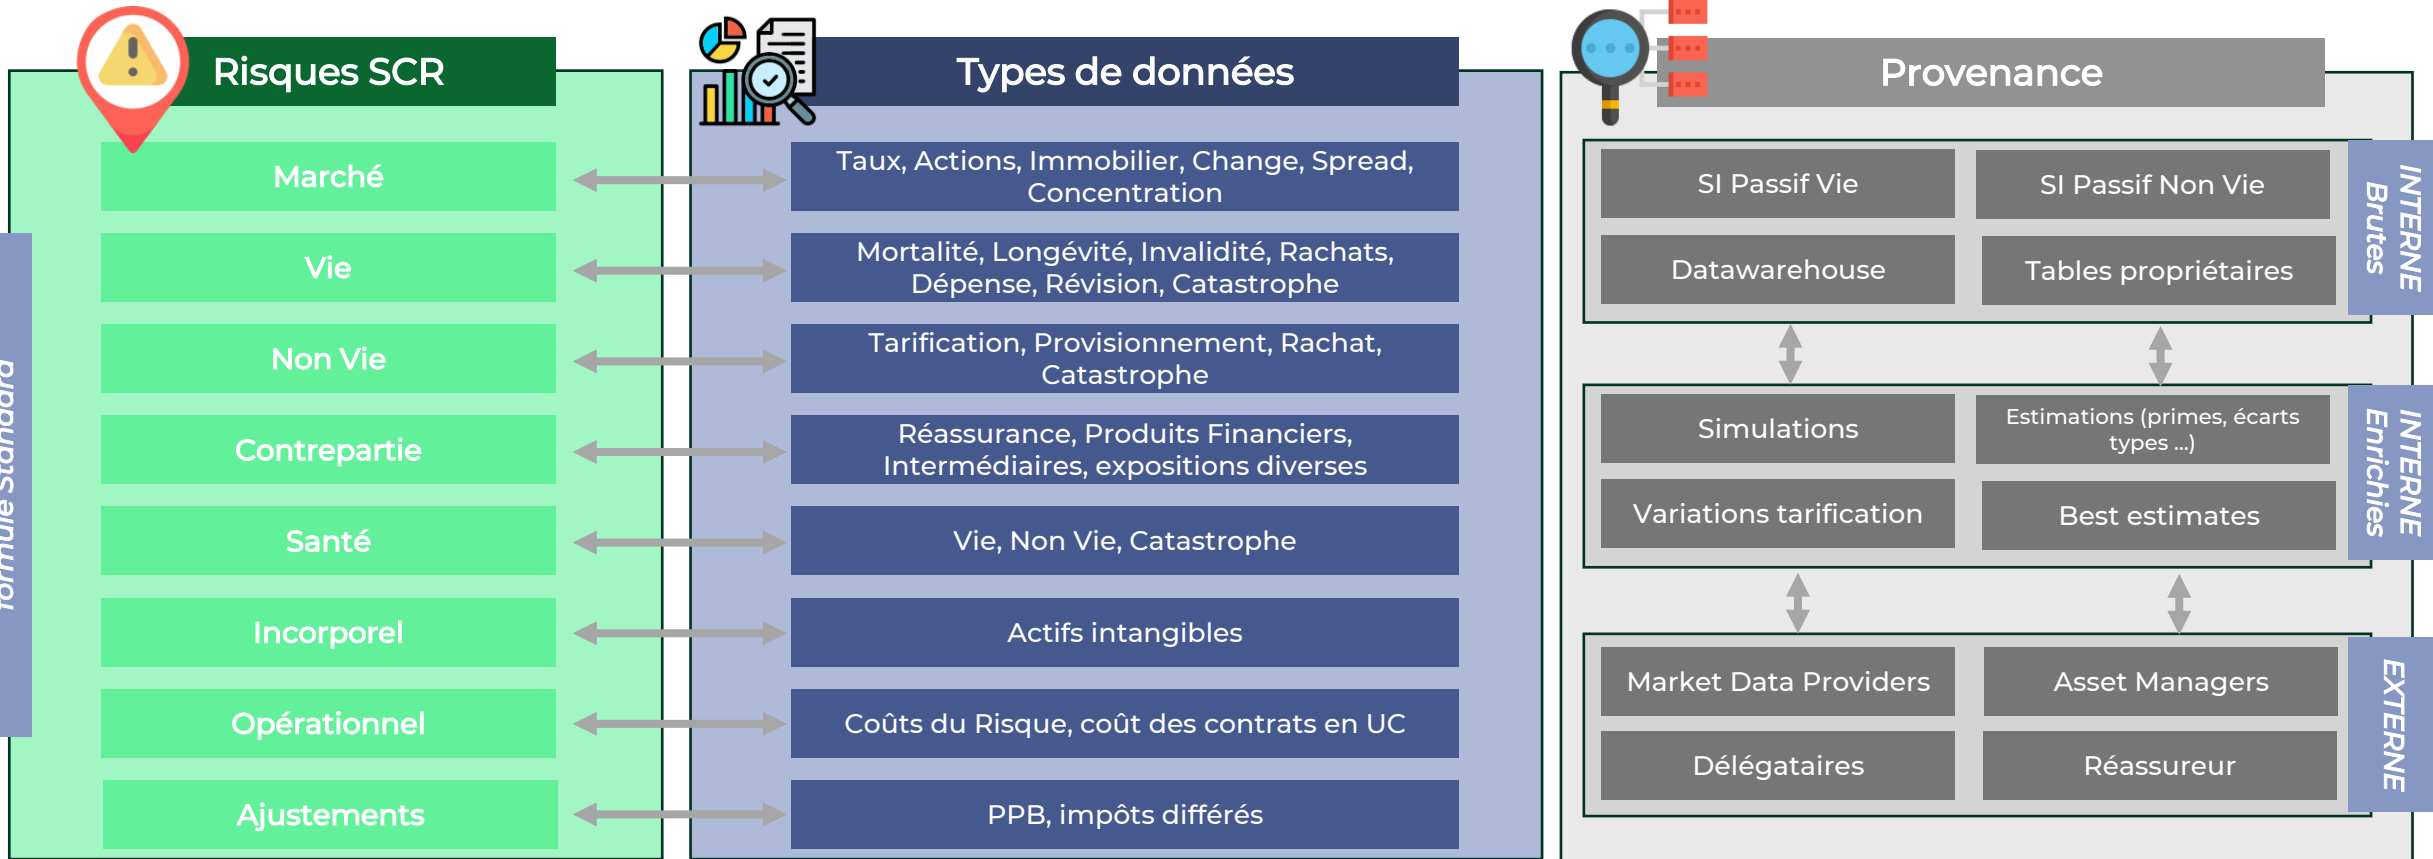 Risques SCR
Marché
Vie
Non Vie
Contrepartie
Santé
Incorporel
Opérationnel
Ajustements
formule Standard
Types de données
Taux, Actions, Immobilier, Change, Spread,
Concentration
Mortalité, Longévité, Invalidité, Rachats,
Dépense, Révision, Catastrophe
Tarification, Provisionnement, Rachat,
Catastrophe
Réassurance, Produits Financiers,
Intermédiaires, expositions diverses
Vie, Non Vie, Catastrophe
Actifs intangibles
Coûts du Risque, coût des contrats en UC
PPB, impôts différés
Provenance
SI Passif Vie
SI Passif Non Vie
Datawarehouse
Tables propriétaires
INTERNE
Brutes
Simulations
Estimations (primes, écarts
types ...)
Variations tarification
Best estimates
INTERNE
Enrichies
Market Data Providers
Asset Managers
Délégataires
Réassureur
EXTERNE